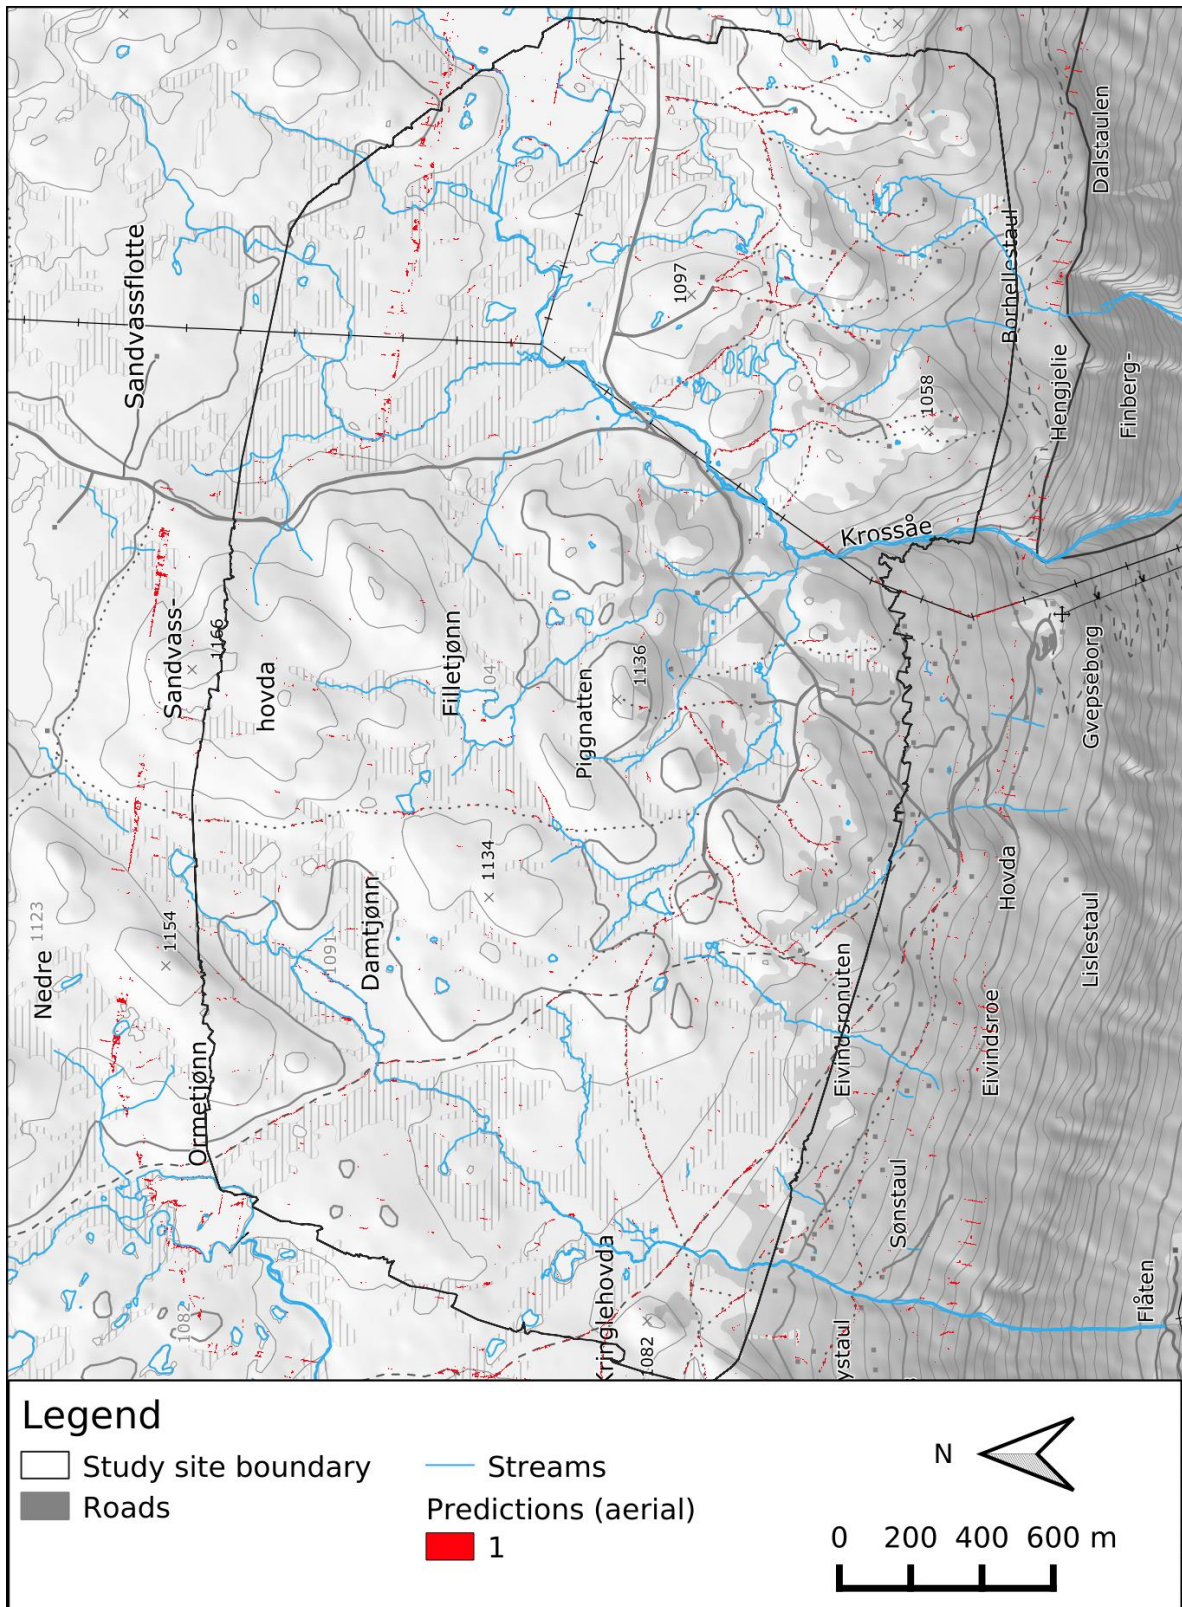 Dalstaulen
Sandvassflotte
1097
Borhellestaul
Hengjelie
Finberg-
1058
Krossåe
Sandvass-
hovda
1166
Filletjønn
Piggnatten
1136
Gvepseborg
Nedre
1123
1154
1134
Damtjønn
1091
Hovda
Lislestaul
Eivindsronuten
Eivindsroe
Ormetjønn
Sønstaul
Kringlehovda
1082
1082
ystaul
Flåten
Legend
Study site boundary
Roads
Streams
Predictions (aerial)
1
N
0 200 400 600 m